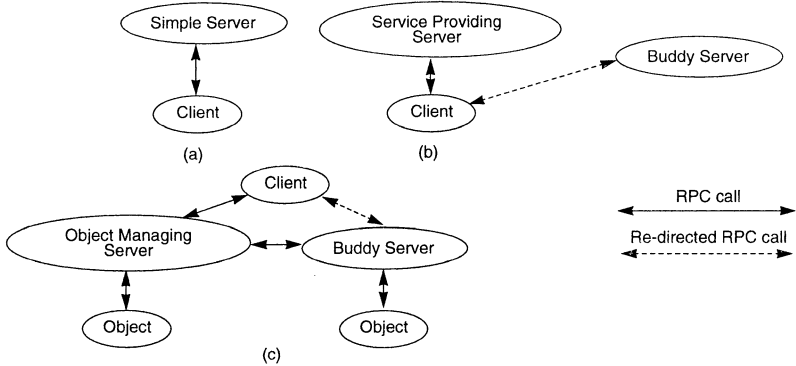 Simple Server
Client
(a)
Service Providing
Server
Client
(b)
Buddy Server
Client
Object Managing
Server
Buddy Server
Object
Object
(c)
RPC call
Re-directed RPC call